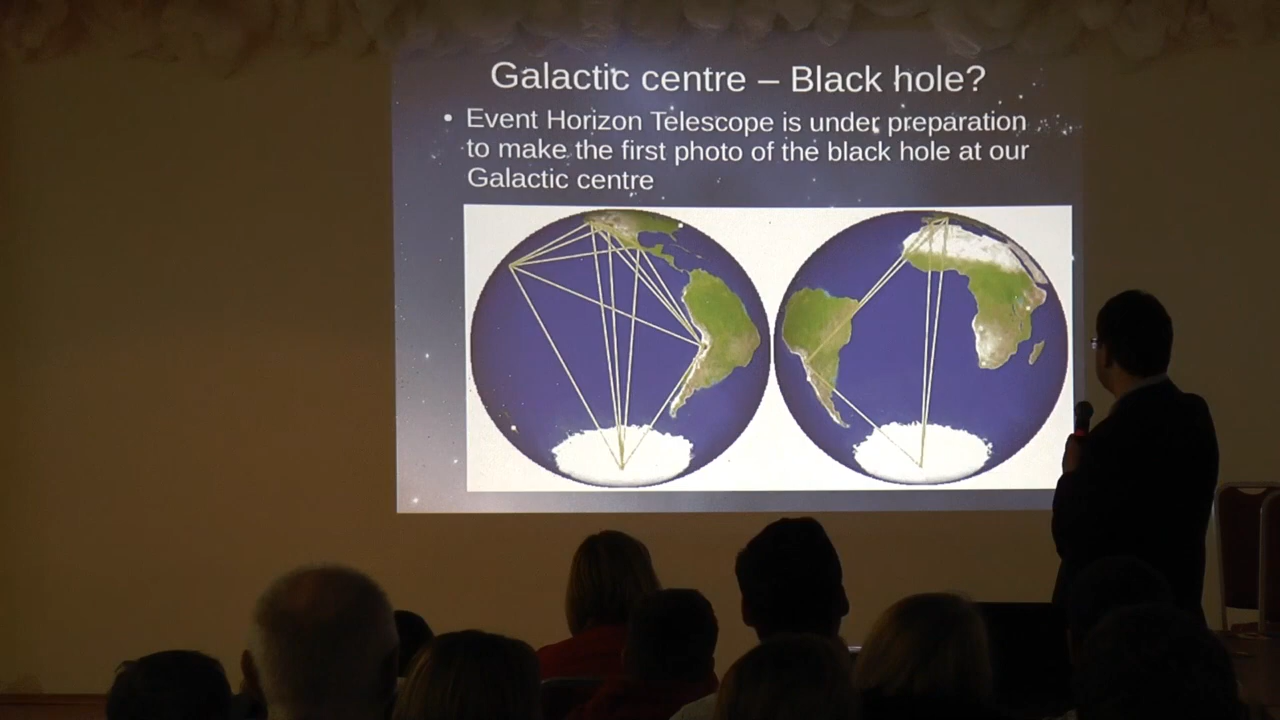 Galactic centre – Black hole?
• Event Horizon Telescope is under preparation
to make the first photo of the black hole at our
Galactic centre